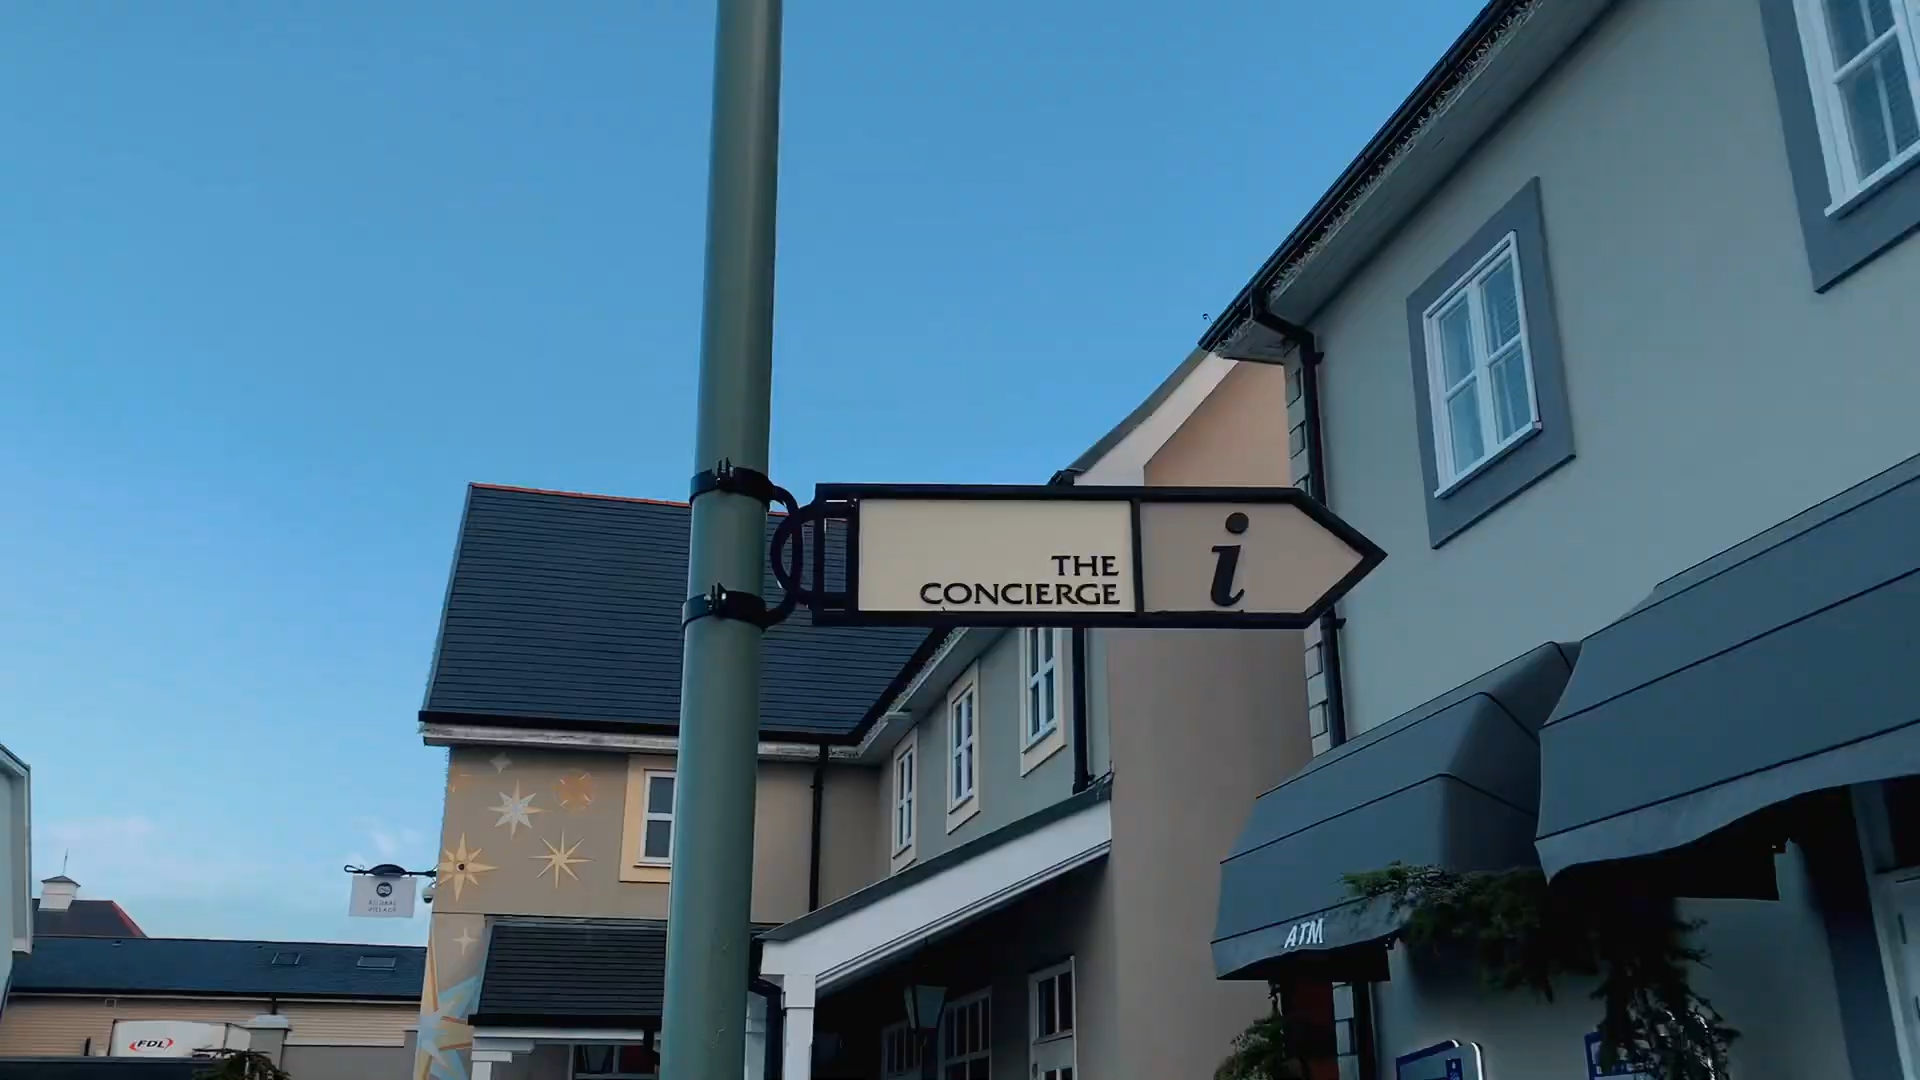 THE
CONCIERGE
i
ATM
FDL